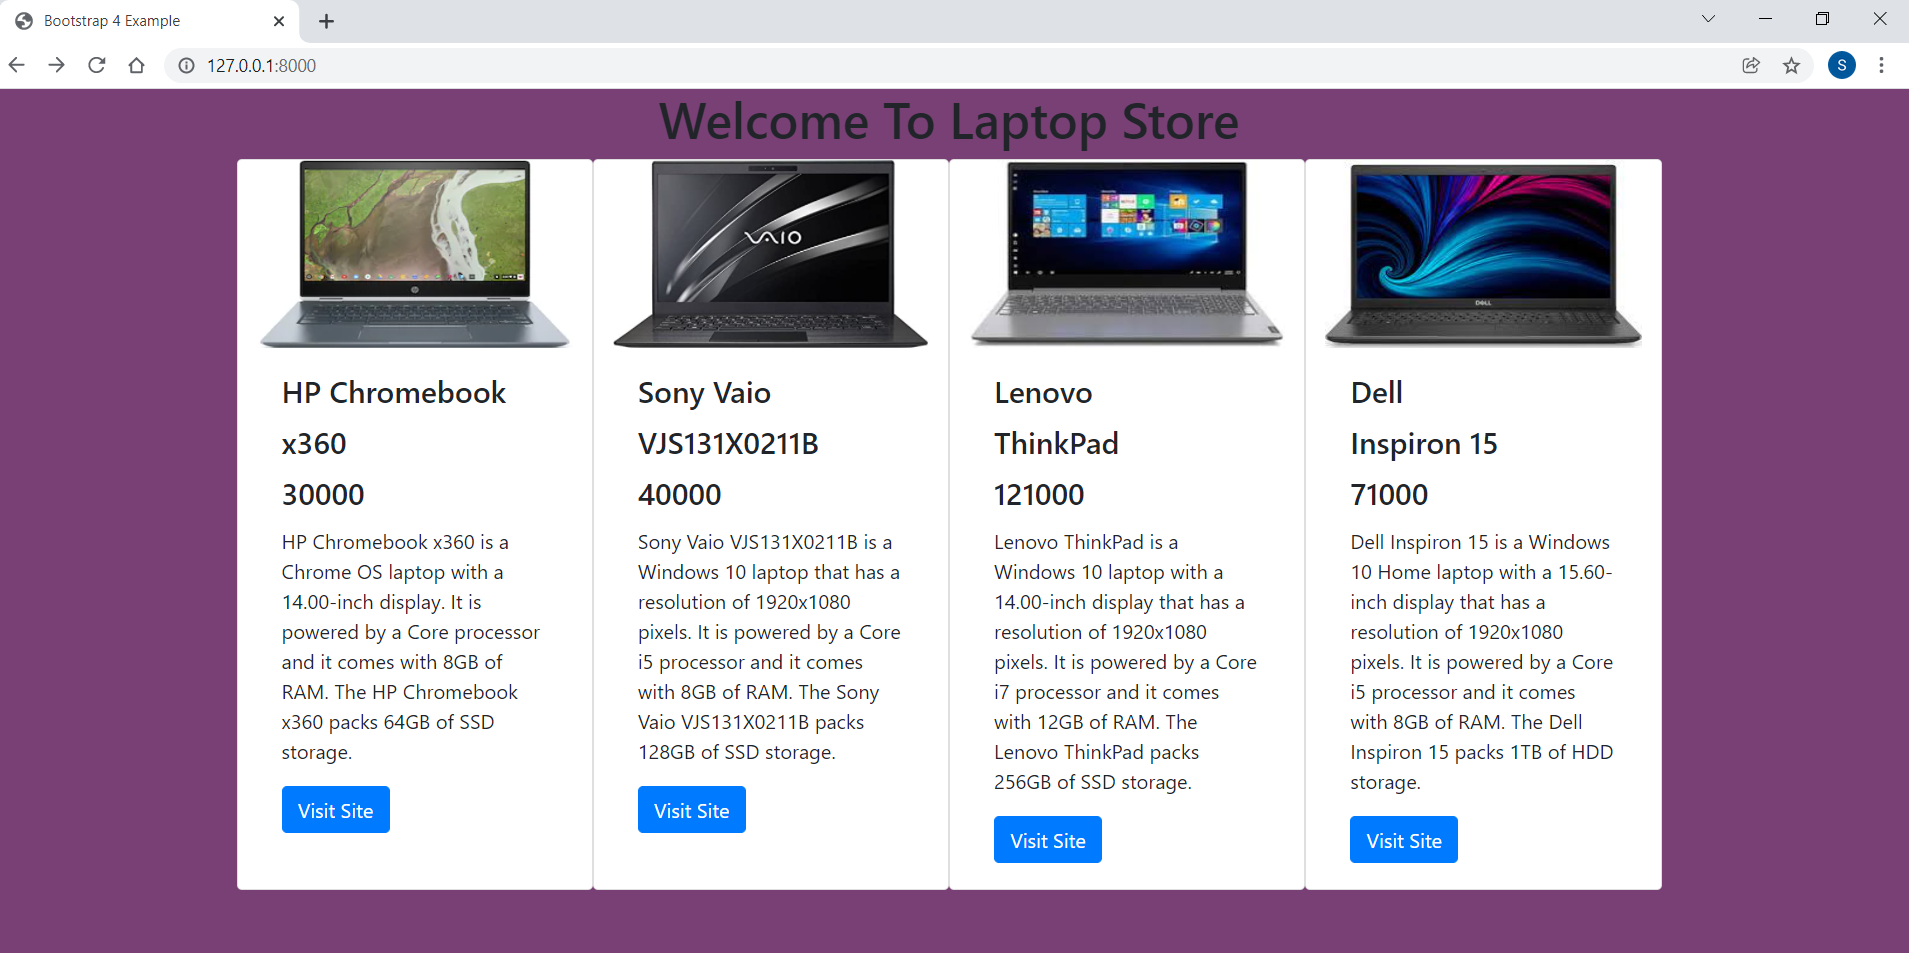 Bootstrap 4 Example
127.0.0.1:8000
S
Welcome To Laptop Store
VAIO
DELL
HP Chromebook
x360
30000
HP Chromebook x360 is a
Chrome OS laptop with a
14.00-inch display. It is
powered by a Core processor
and it comes with 8GB of
RAM. The HP Chromebook
x360 packs 64GB of SSD
storage.
Visit Site
Sony Vaio
VJS131X0211B
40000
Sony Vaio VJS131X0211B is a
Windows 10 laptop that has a
resolution of 1920x1080
pixels. It is powered by a Core
i5 processor and it comes
with 8GB of RAM. The Sony
Vaio VJS131X0211B packs
128GB of SSD storage.
Visit Site
Lenovo
ThinkPad
121000
Lenovo ThinkPad is a
Windows 10 laptop with a
14.00-inch display that has a
resolution of 1920x1080
pixels. It is powered by a Core
i7 processor and it comes
with 12GB of RAM. The
Lenovo ThinkPad packs
256GB of SSD storage.
Visit Site
Dell
Inspiron 15
71000
Dell Inspiron 15 is a Windows
10 Home laptop with a 15.60-
inch display that has a
resolution of 1920x1080
pixels. It is powered by a Core
i5 processor and it comes
with 8GB of RAM. The Dell
Inspiron 15 packs 1TB of HDD
storage.
Visit Site